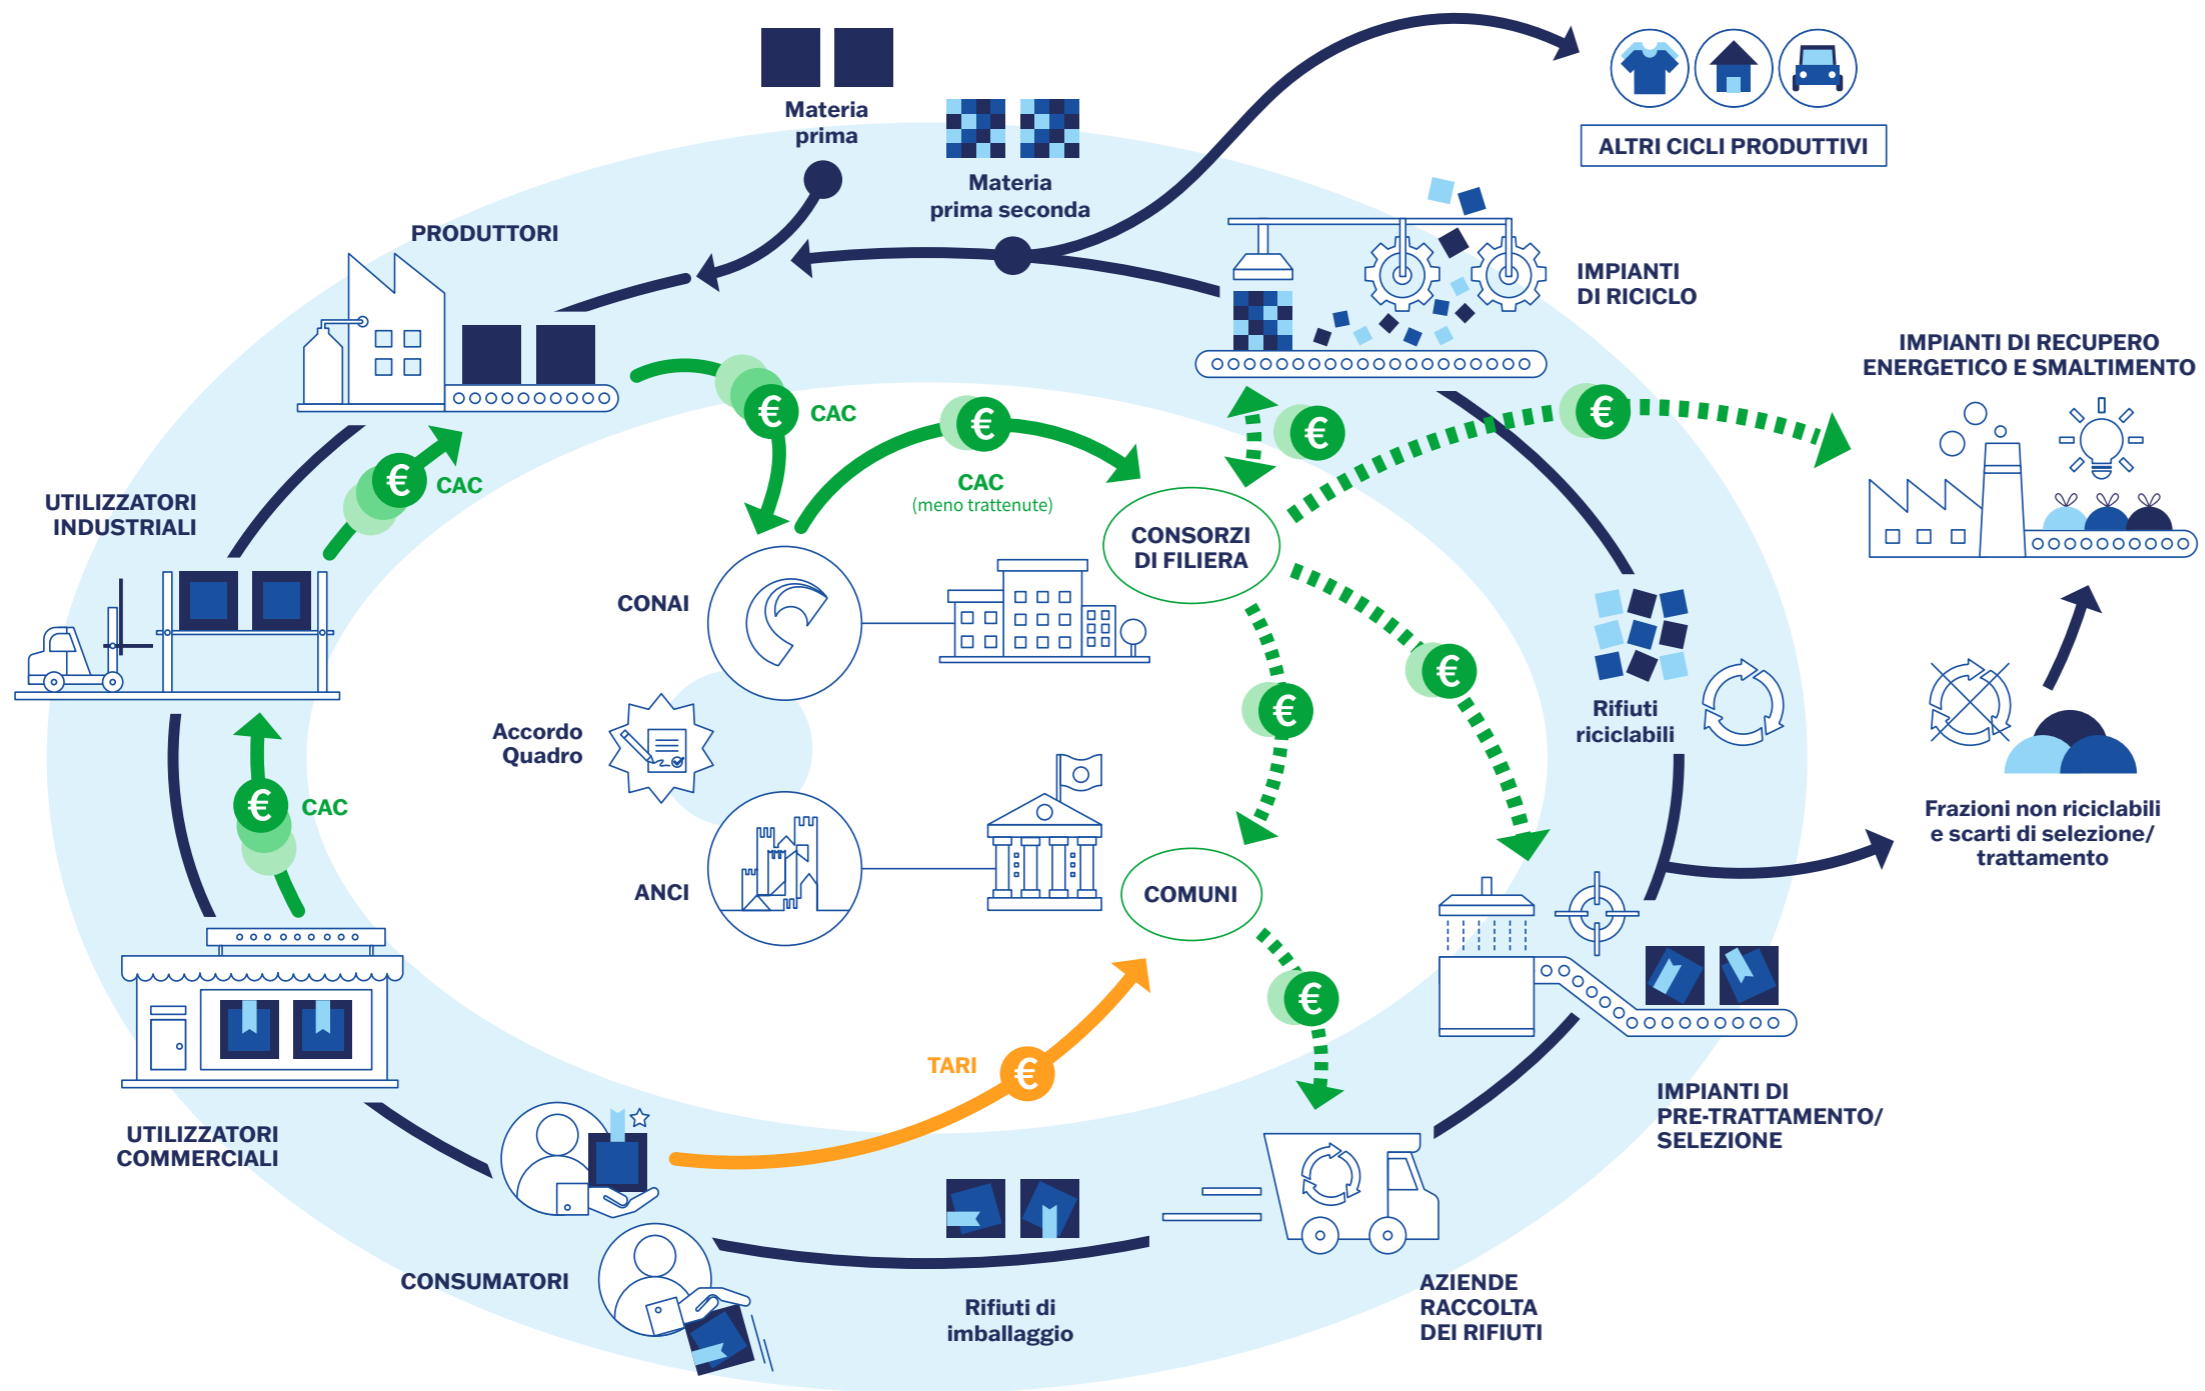 Materia
prima
Materia
prima seconda
ALTRI CICLI PRODUTTIVI
PRODUTTORI
IMPIANTI
DI RICICLO
IMPIANTI DI RECUPERO
ENERGETICO E SMALTIMENTO
€
CAC
€
CAC
(meno trattenute)
€
€
€
CAC
UTILIZZATORI
INDUSTRIALI
CONSORZI
DI FILIERA
CONAI
€
€
Rifiuti
riciclabili
Accordo
Quadro
€
CAC
Frazioni non riciclabili
e scarti di selezione/
trattamento
ANCI
COMUNI
€
TARI
€
UTILIZZATORI
COMMERCIALI
IMPIANTI DI
PRE-TRATTAMENTO/
SELEZIONE
CONSUMATORI
Rifiuti di
imballaggio
AZIENDE
RACCOLTA
DEI RIFIUTI